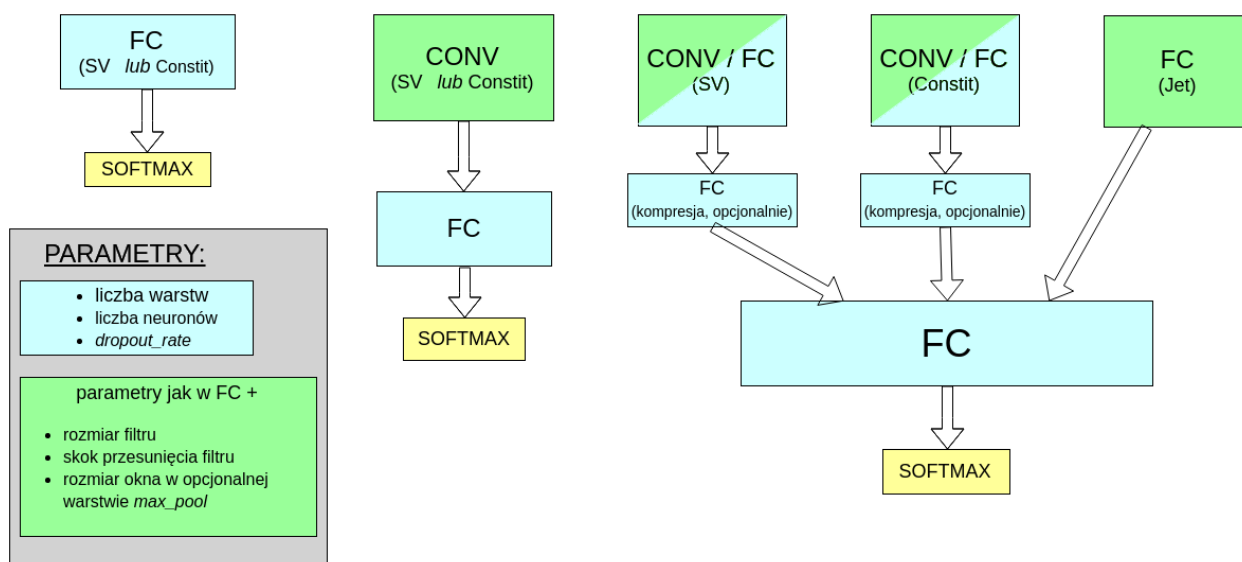 FC
(SV lub Constit)
SOFTMAX
CONV
(SV lub Constit)
FC
SOFTMAX
CONV / FC
(SV)
CONV / FC
(Constit)
FC
(Jet)
FC
(kompresja, opcjonalnie)
FC
(kompresja, opcjonalnie)
FC
SOFTMAX
PARAMETRY:
• liczba warstw
• liczba neuronów
• dropout_rate
parametry jak w FC +
• rozmiar filtru
• skok przesunięcia filtru
• rozmiar okna w opcjonalnej
warstwie max_pool